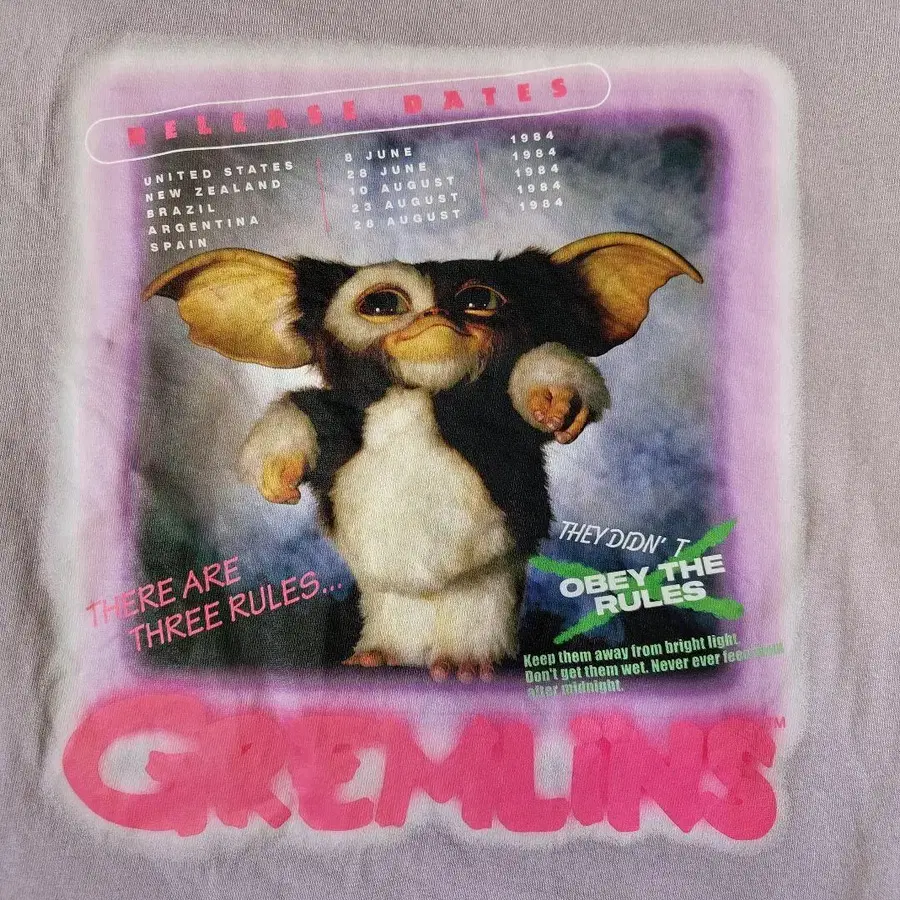 RELEASE DATES
UNITED STATES 8 JUNE 1984
NEW ZEALAND 28 JUNE 1984
BRAZIL 10 AUGUST 1984
ARGENTINA 23 AUGUST 1984
SPAIN 28 AUGUST 1984
THERE ARE
THREE RULES...
THEY DIDN'T
OBEY THE
RULES
Keep them away from bright light.
Don't get them wet. Never ever feed them
after midnight.
GREMLINS™